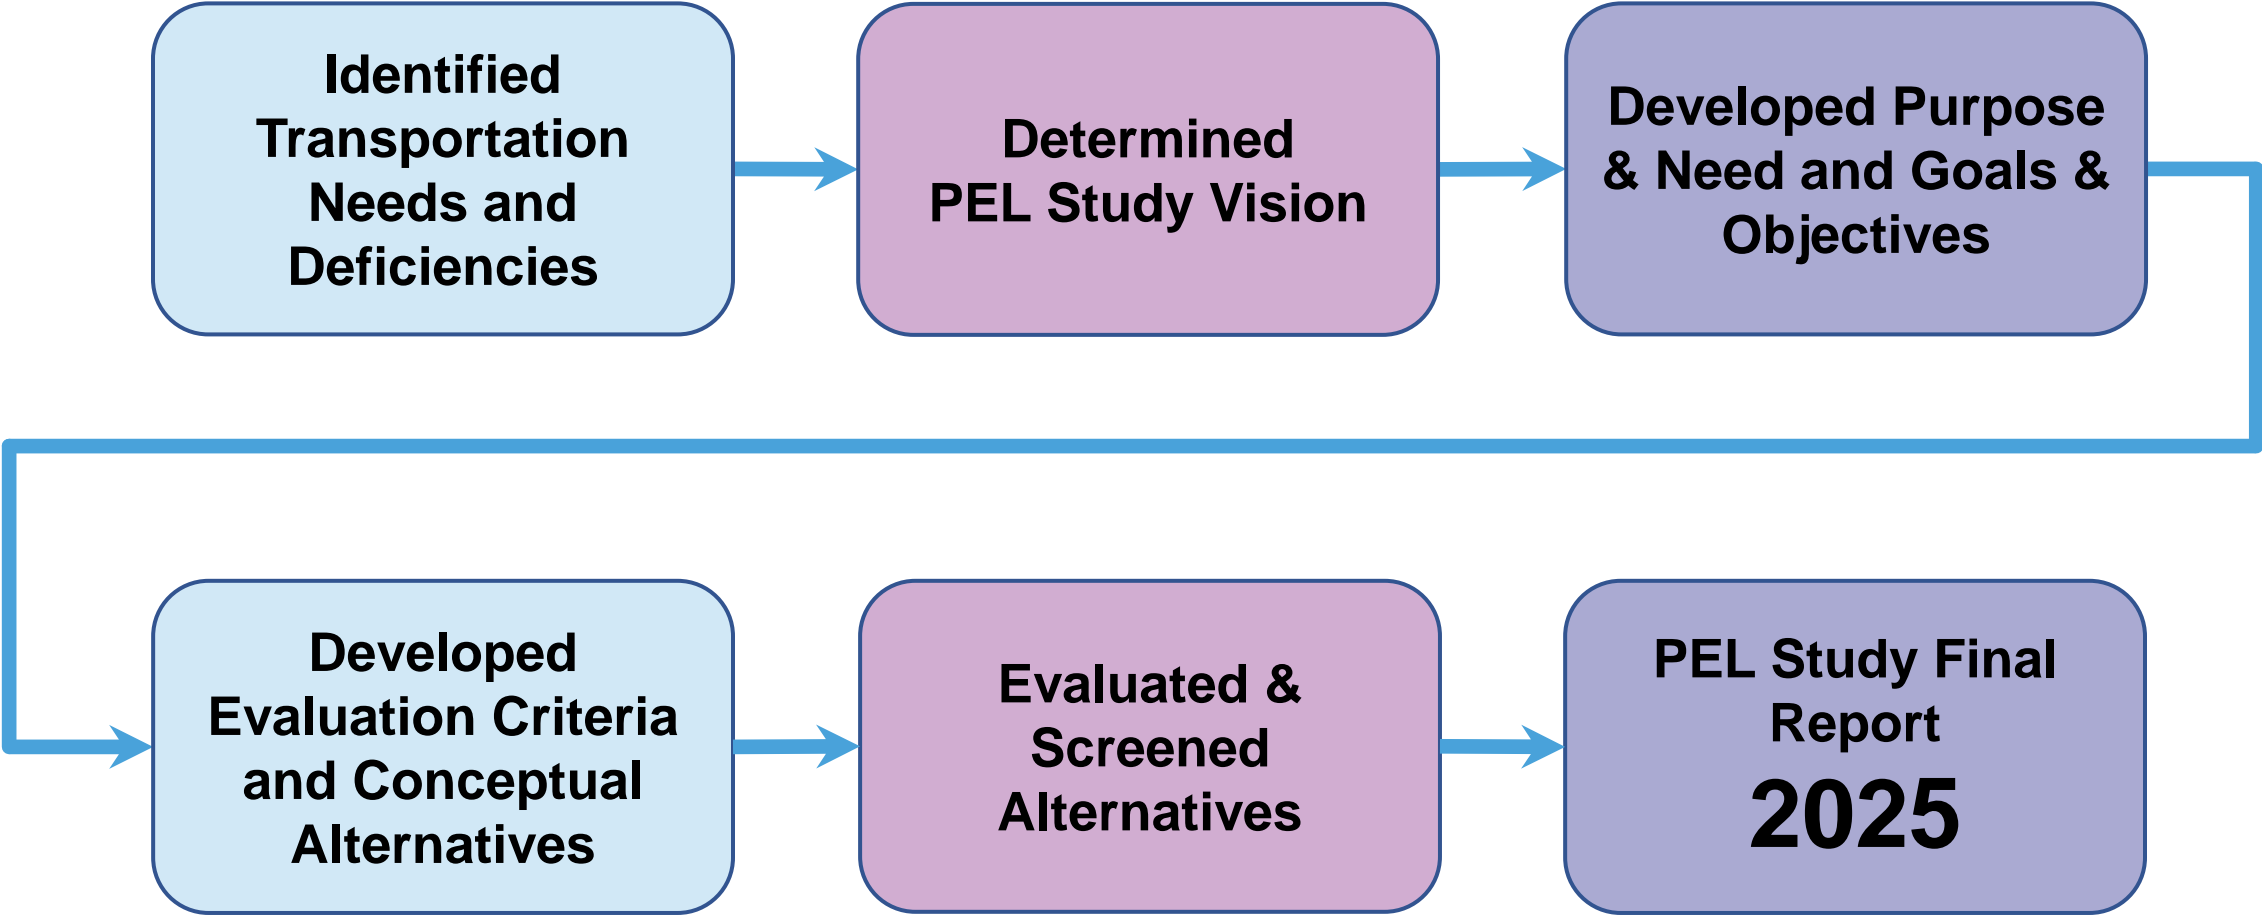 Identified
Transportation
Needs and
Deficiencies
Determined
PEL Study Vision
Developed Purpose
& Need and Goals &
Objectives
Developed
Evaluation Criteria
and Conceptual
Alternatives
Evaluated &
Screened
Alternatives
PEL Study Final
Report
2025